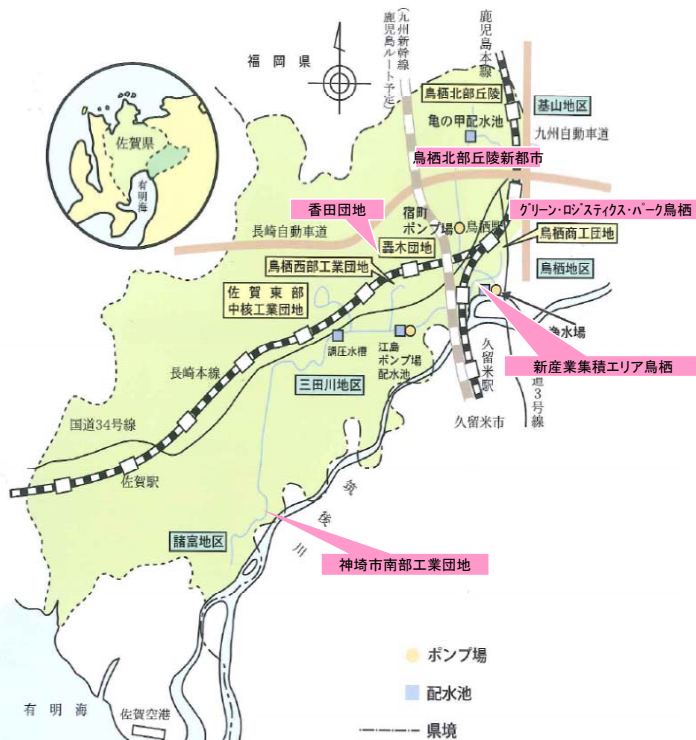 福岡県
(九州新幹線
鹿児島ルート予定)
鹿児島本線
鳥栖北部丘陵
基山地区
亀の甲配水池
九州自動車道
鳥栖北部丘陵新都市
佐賀県
有明海
香田団地
宿町
ポンプ場
鳥栖駅
グリーン・ロジスティクス・パーク鳥栖
長崎自動車道
轟木団地
鳥栖商工団地
鳥栖西部工業団地
鳥栖地区
佐賀東部
中核工業団地
浄水場
調圧水槽
江島
ポンプ場
配水池
久留米駅
新産業集積エリア鳥栖
長崎本線
三田川地区
道3号線
久留米市
国道34号線
佐賀駅
筑後川
諸富地区
神埼市南部工業団地
ポンプ場
配水池
有明海
佐賀空港
県境